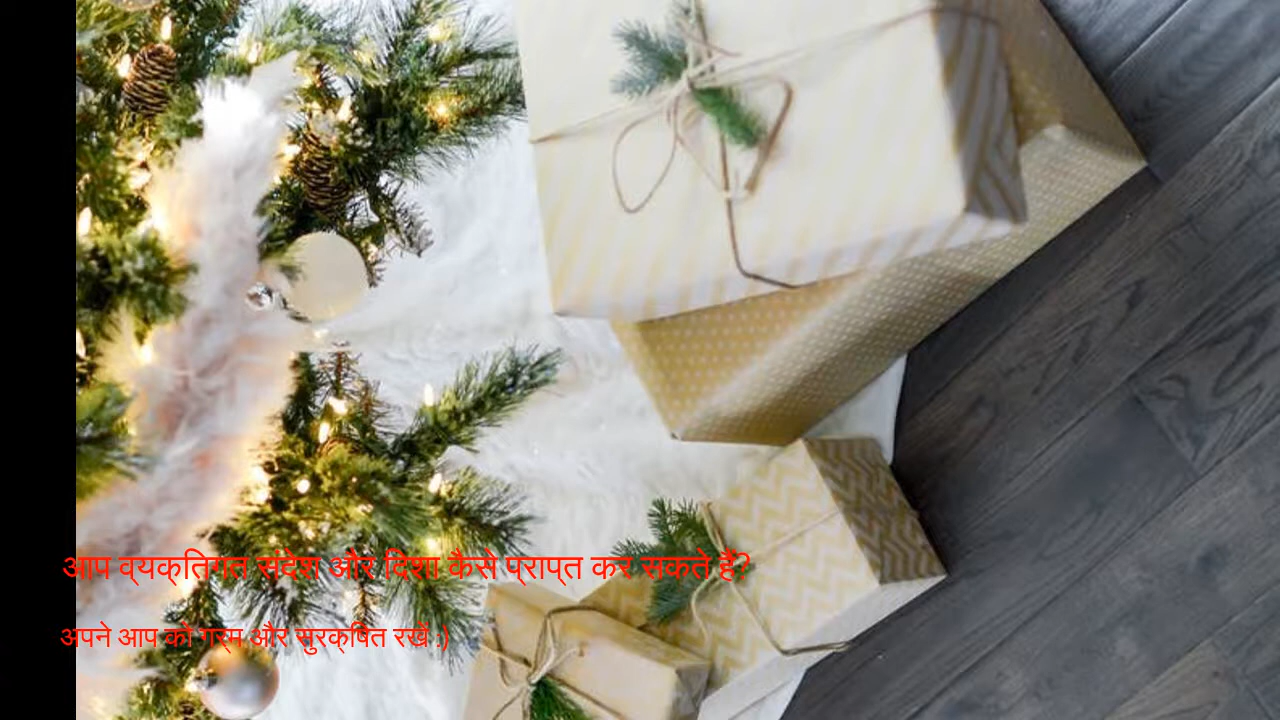 आप व्यक्तिगत संदेश और दिशा कैसे प्राप्त कर सकते हैं?
अपने आप को गर्म और सुरक्षित रखें :)